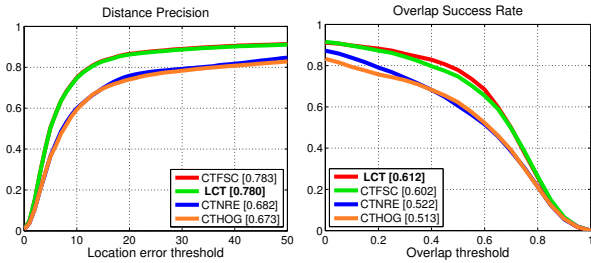 Distance Precision
1
0.8
0.6
0.4
0.2
0
0 10 20 30 40 50
Location error threshold
CTFSC [0.783]
LCT [0.780]
CTNRE [0.682]
CTHOG [0.673]
Overlap Success Rate
1
0.8
0.6
0.4
0.2
0
0 0.2 0.4 0.6 0.8 1
Overlap threshold
LCT [0.612]
CTFSC [0.602]
CTNRE [0.522]
CTHOG [0.513]